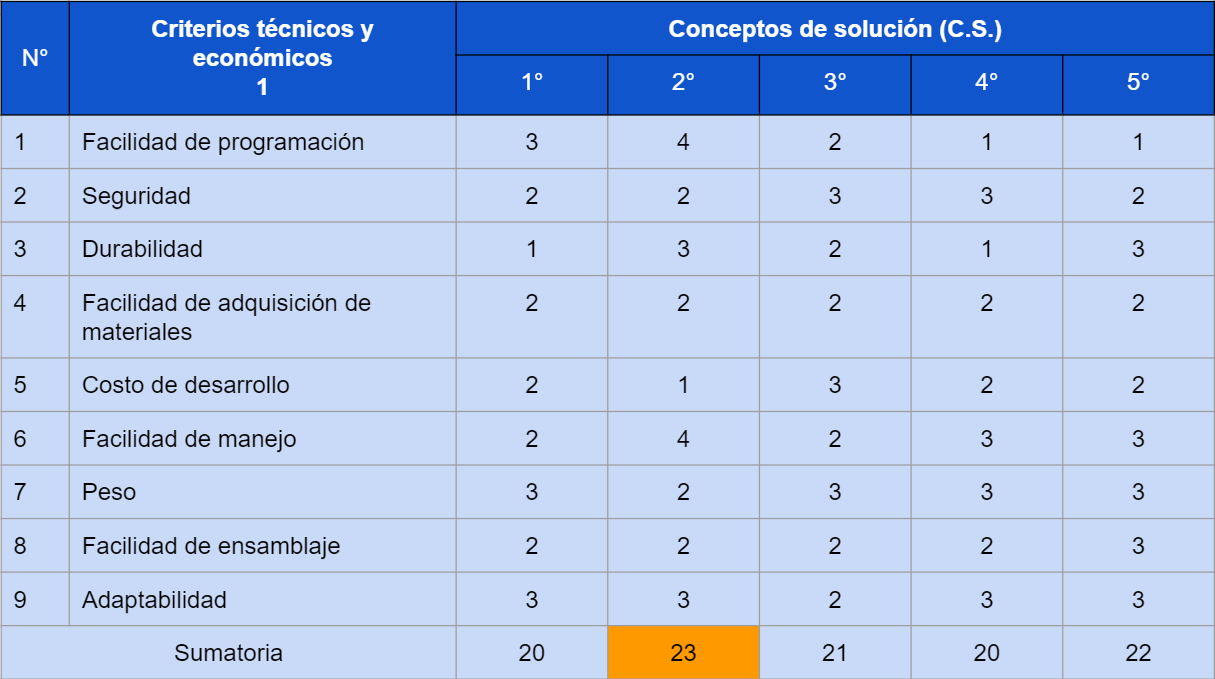 N° Criterios técnicos y económicos 1 Conceptos de solución (C.S.)
1° 2° 3° 4° 5°
1 Facilidad de programación 3 4 2 1 1
2 Seguridad 2 2 3 3 2
3 Durabilidad 1 3 2 1 3
4 Facilidad de adquisición de materiales 2 2 2 2 2
5 Costo de desarrollo 2 1 3 2 2
6 Facilidad de manejo 2 4 2 3 3
7 Peso 3 2 3 3 3
8 Facilidad de ensamblaje 2 2 2 2 3
9 Adaptabilidad 3 3 2 3 3
Sumatoria 20 23 21 20 22